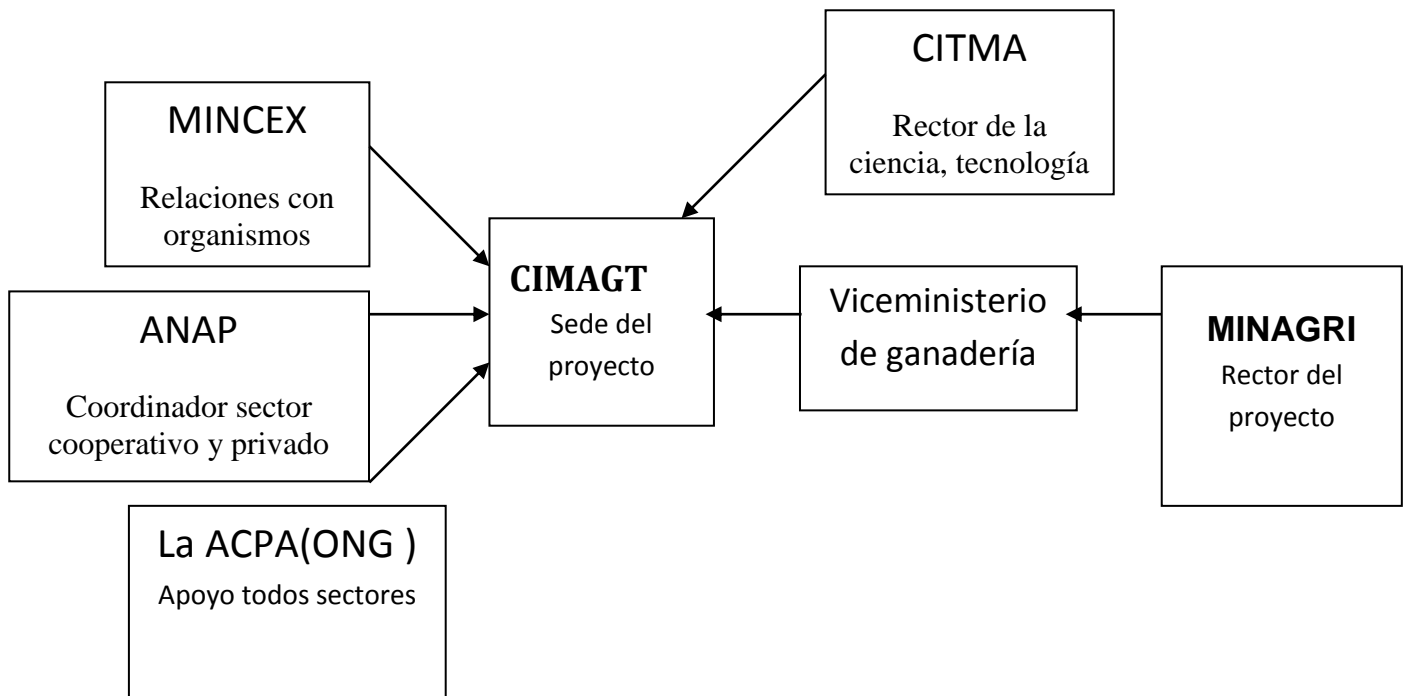 MINCEX
Relaciones con
organismos
CITMA
Rector de la
ciencia, tecnología
ANAP
Coordinador sector
cooperativo y privado
CIMAGT
Sede del
proyecto
Viceministerio
de ganadería
MINAGRI
Rector del
proyecto
La ACPA(ONG )
Apoyo todos sectores